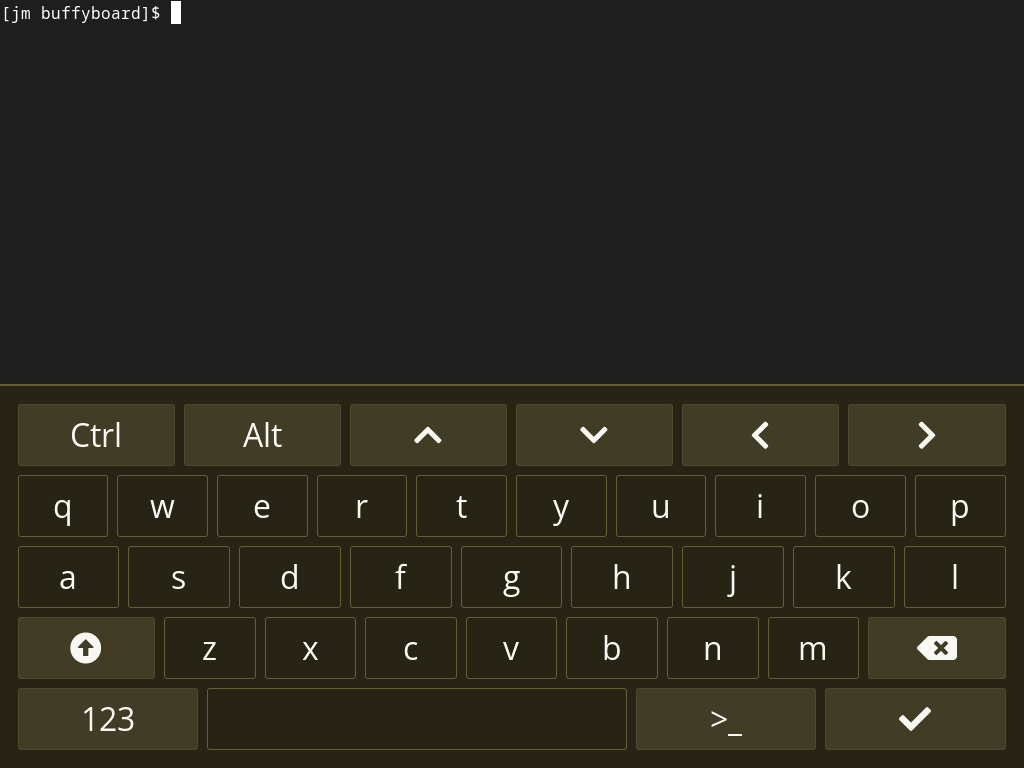 [jm buffyboard]$
Ctrl Alt
q w e r t y u i o p
a s d f g h j k l
z x c v b n m
123 >_